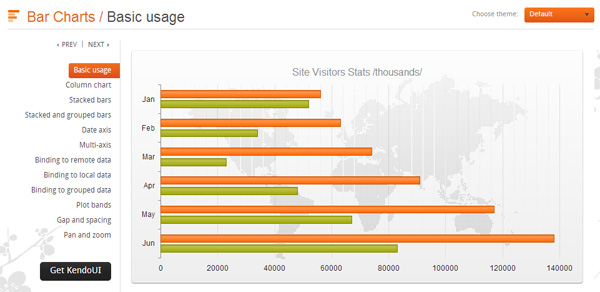 Bar Charts / Basic usage
Choose theme: Default
‹ PREV | NEXT ›
Basic usage
Column chart
Stacked bars
Stacked and grouped bars
Date axis
Multi-axis
Binding to remote data
Binding to local data
Binding to grouped data
Plot bands
Gap and spacing
Pan and zoom
Get KendoUI
Site Visitors Stats /thousands/
Jan
Feb
Mar
Apr
May
Jun
0 20000 40000 60000 80000 100000 120000 140000